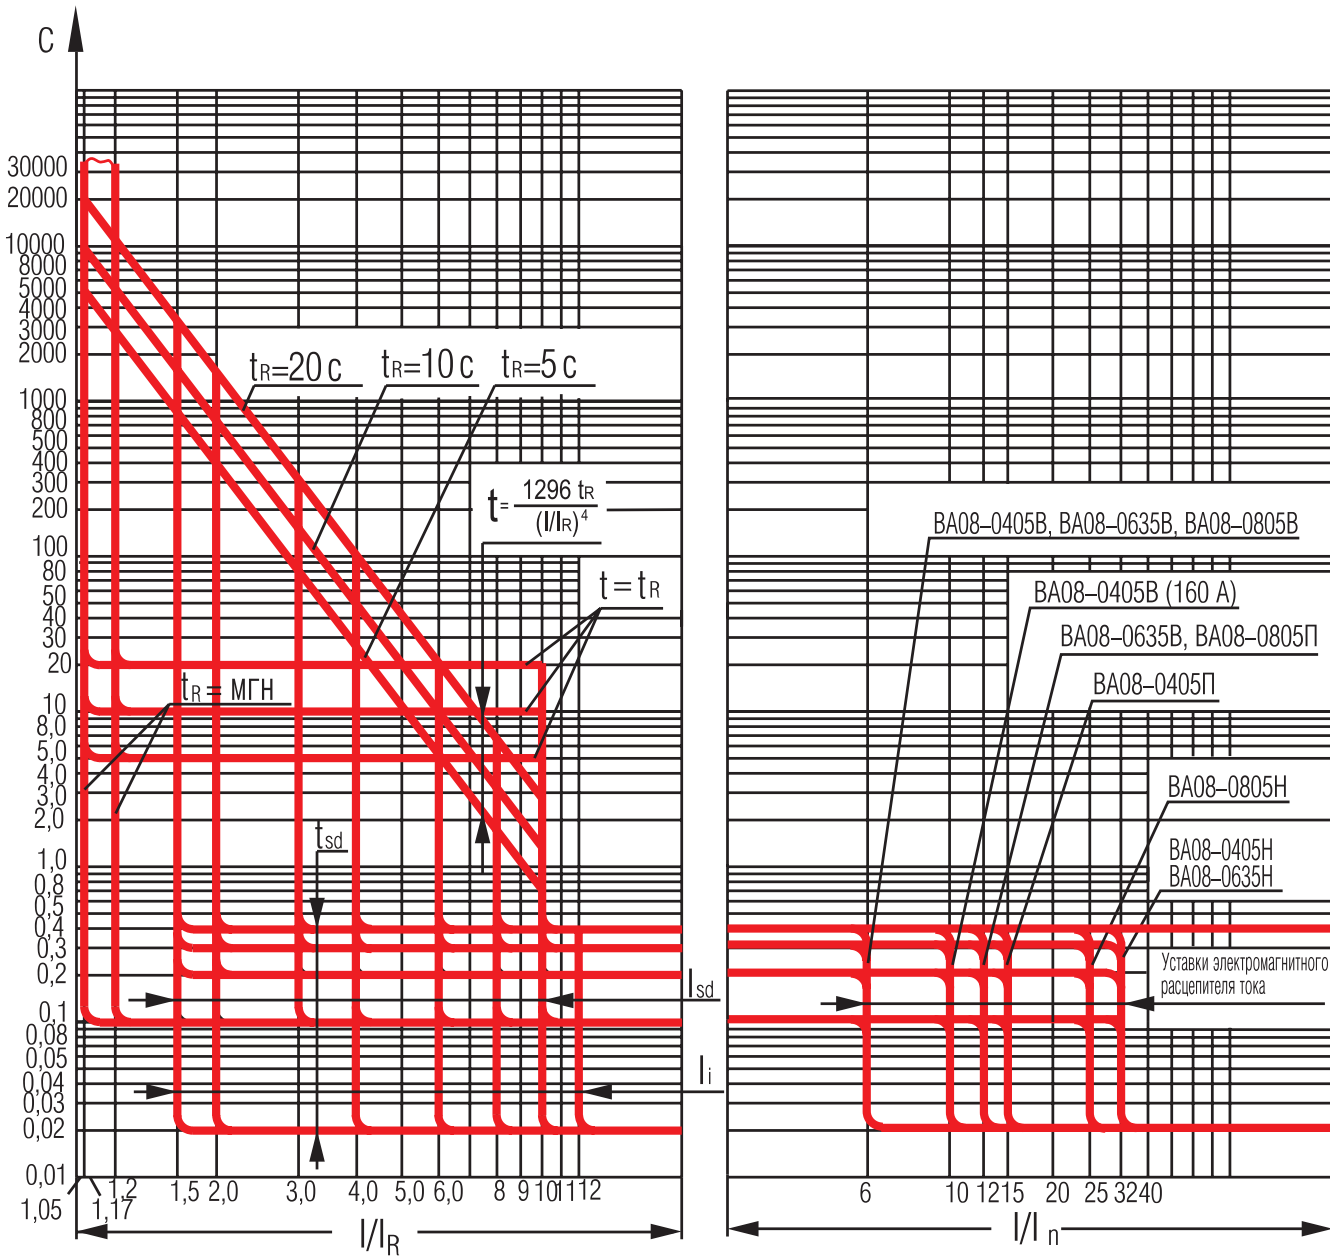 С
30000
20000
10000
8000
5000
4000
3000
2000
1000
800
500
400
300
200
100
80
50
40
30
20
10
8,0
5,0
4,0
3,0
2,0
1,0
0,8
0,5
0,4
0,3
0,2
0,1
0,08
0,05
0,04
0,03
0,02
0,01
tR=20 с
tR=10 с
tR=5 с
t= 1296 tR
(I/IR)4
t = tR
tR = МГН
tsd
Isd
Ii
1,05 1,17 1,2 1,5 2,0 3,0 4,0 5,0 6,0 8 9 10 11 12
I/IR
ВА08–0405В, ВА08–0635В, ВА08–0805В
ВА08–0405В (160 А)
ВА08–0635В, ВА08–0805П
ВА08–0405П
ВА08–0805Н
ВА08–0405Н
ВА08–0635Н
Уставки электромагнитного
расцепителя тока
6 10 12 15 20 25 32 40
I/In